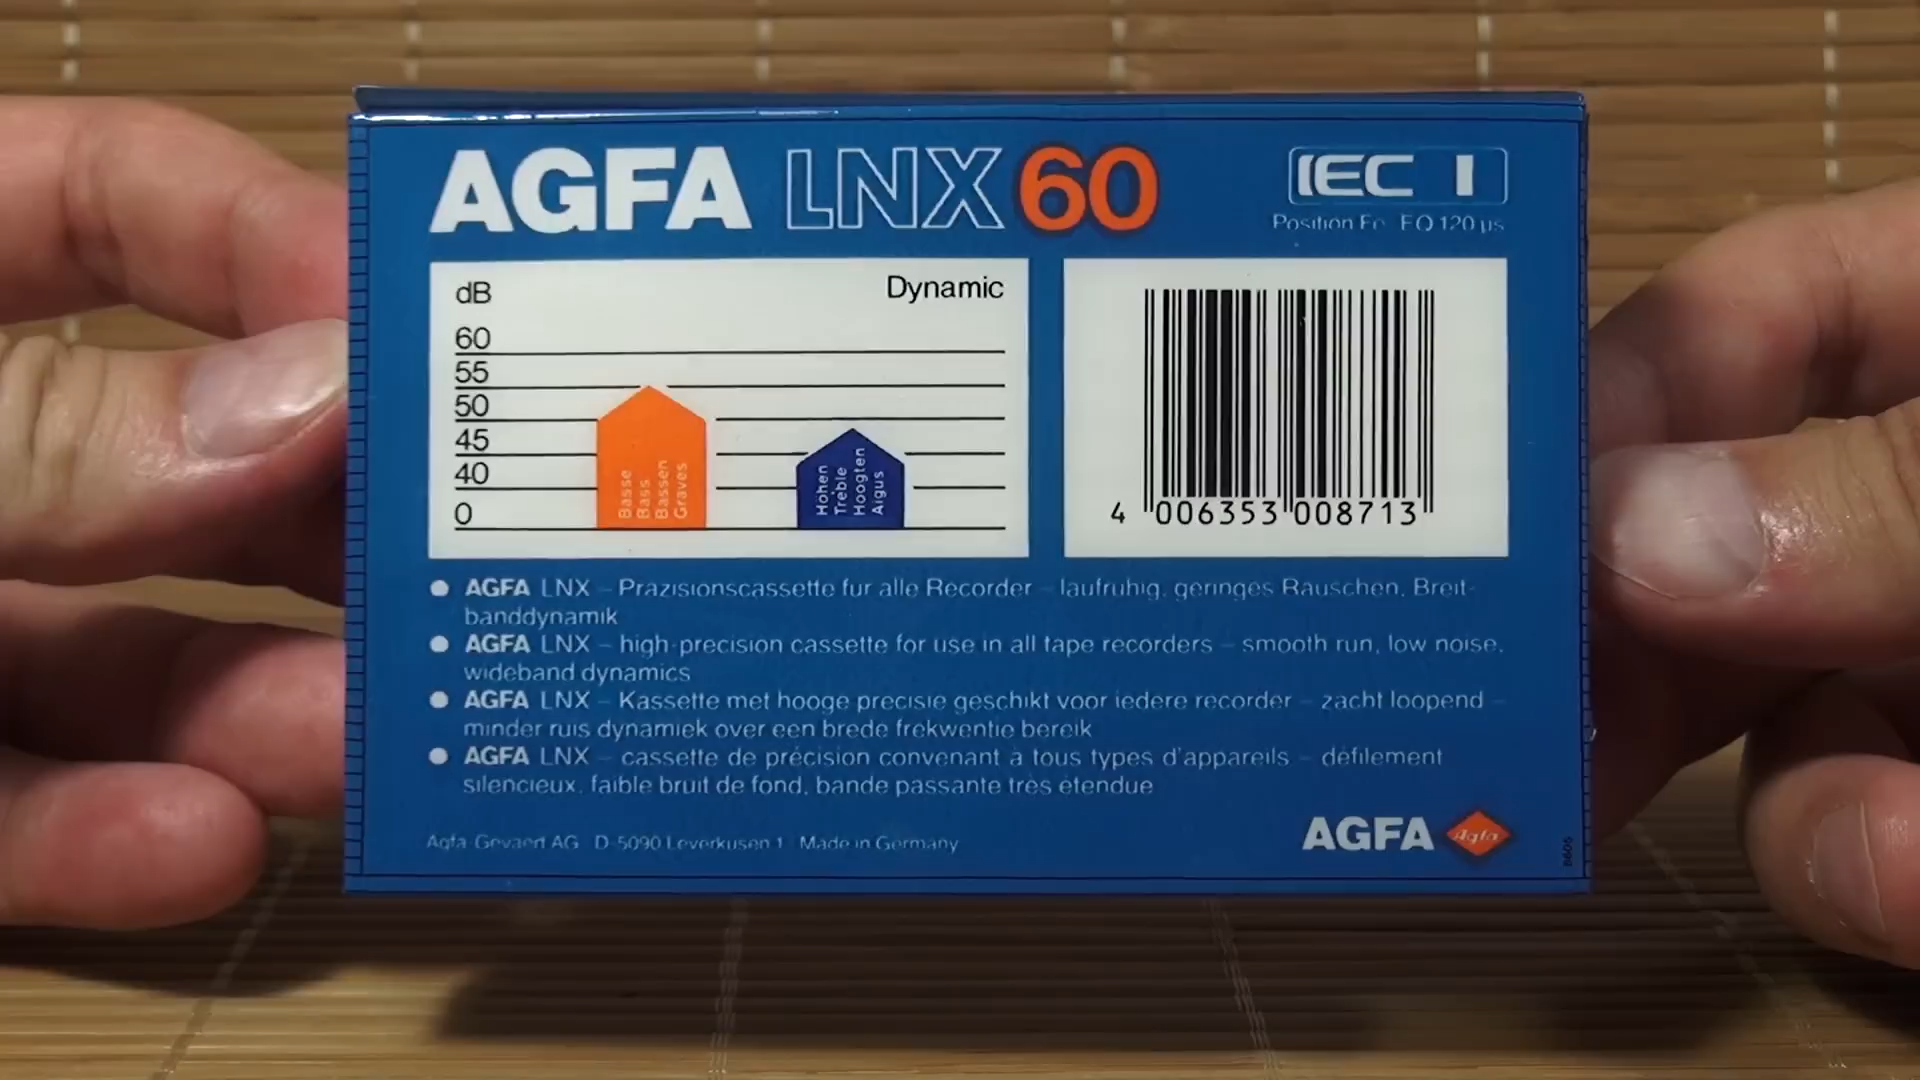 AGFA LNX 60
IEC I
Position Fe EQ 120 µs
dB Dynamic
60
55
50
45
40
0
Bässe
Bass
Bassen
Graves
Höhen
Treble
Hoogten
Aigus
4 006353 008713
● AGFA LNX – Präzisionscassette für alle Recorder – laufruhig, geringes Rauschen, Breit-
banddynamik
● AGFA LNX – high-precision cassette for use in all tape recorders – smooth run, low noise,
wideband dynamics
● AGFA LNX – Kassette met hooge precisie geschikt voor iedere recorder – zacht loopend –
minder ruis dynamiek over een brede frekwentie bereik
● AGFA LNX – cassette de précision convenant à tous types d'appareils – défilement
silencieux, faible bruit de fond, bande passante très étendue
Agfa-Gevaert AG D-5090 Leverkusen 1 Made in Germany
AGFA Agfa